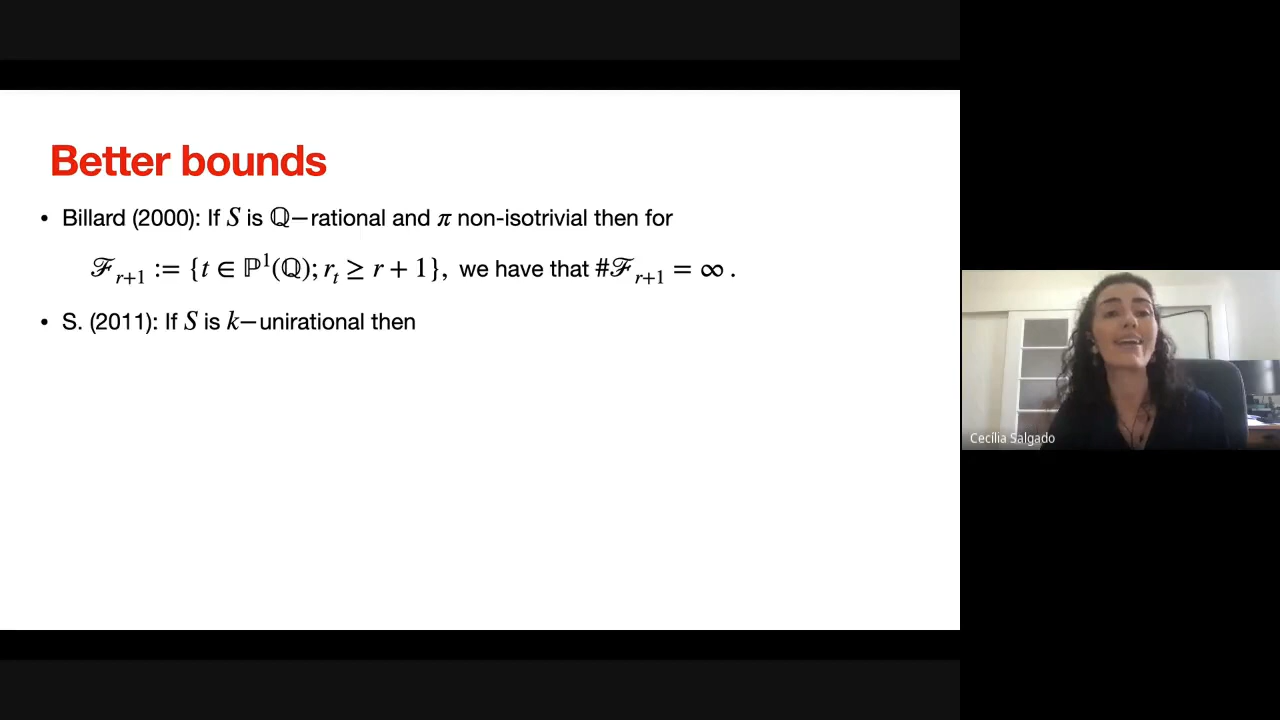 Better bounds
• Billard (2000): If S is ℚ–rational and π non-isotrivial then for
ℱ_{r+1} := {t ∈ ℙ¹(ℚ); r_t ≥ r + 1}, we have that #ℱ_{r+1} = ∞ .
• S. (2011): If S is k–unirational then
Cecília Salgado